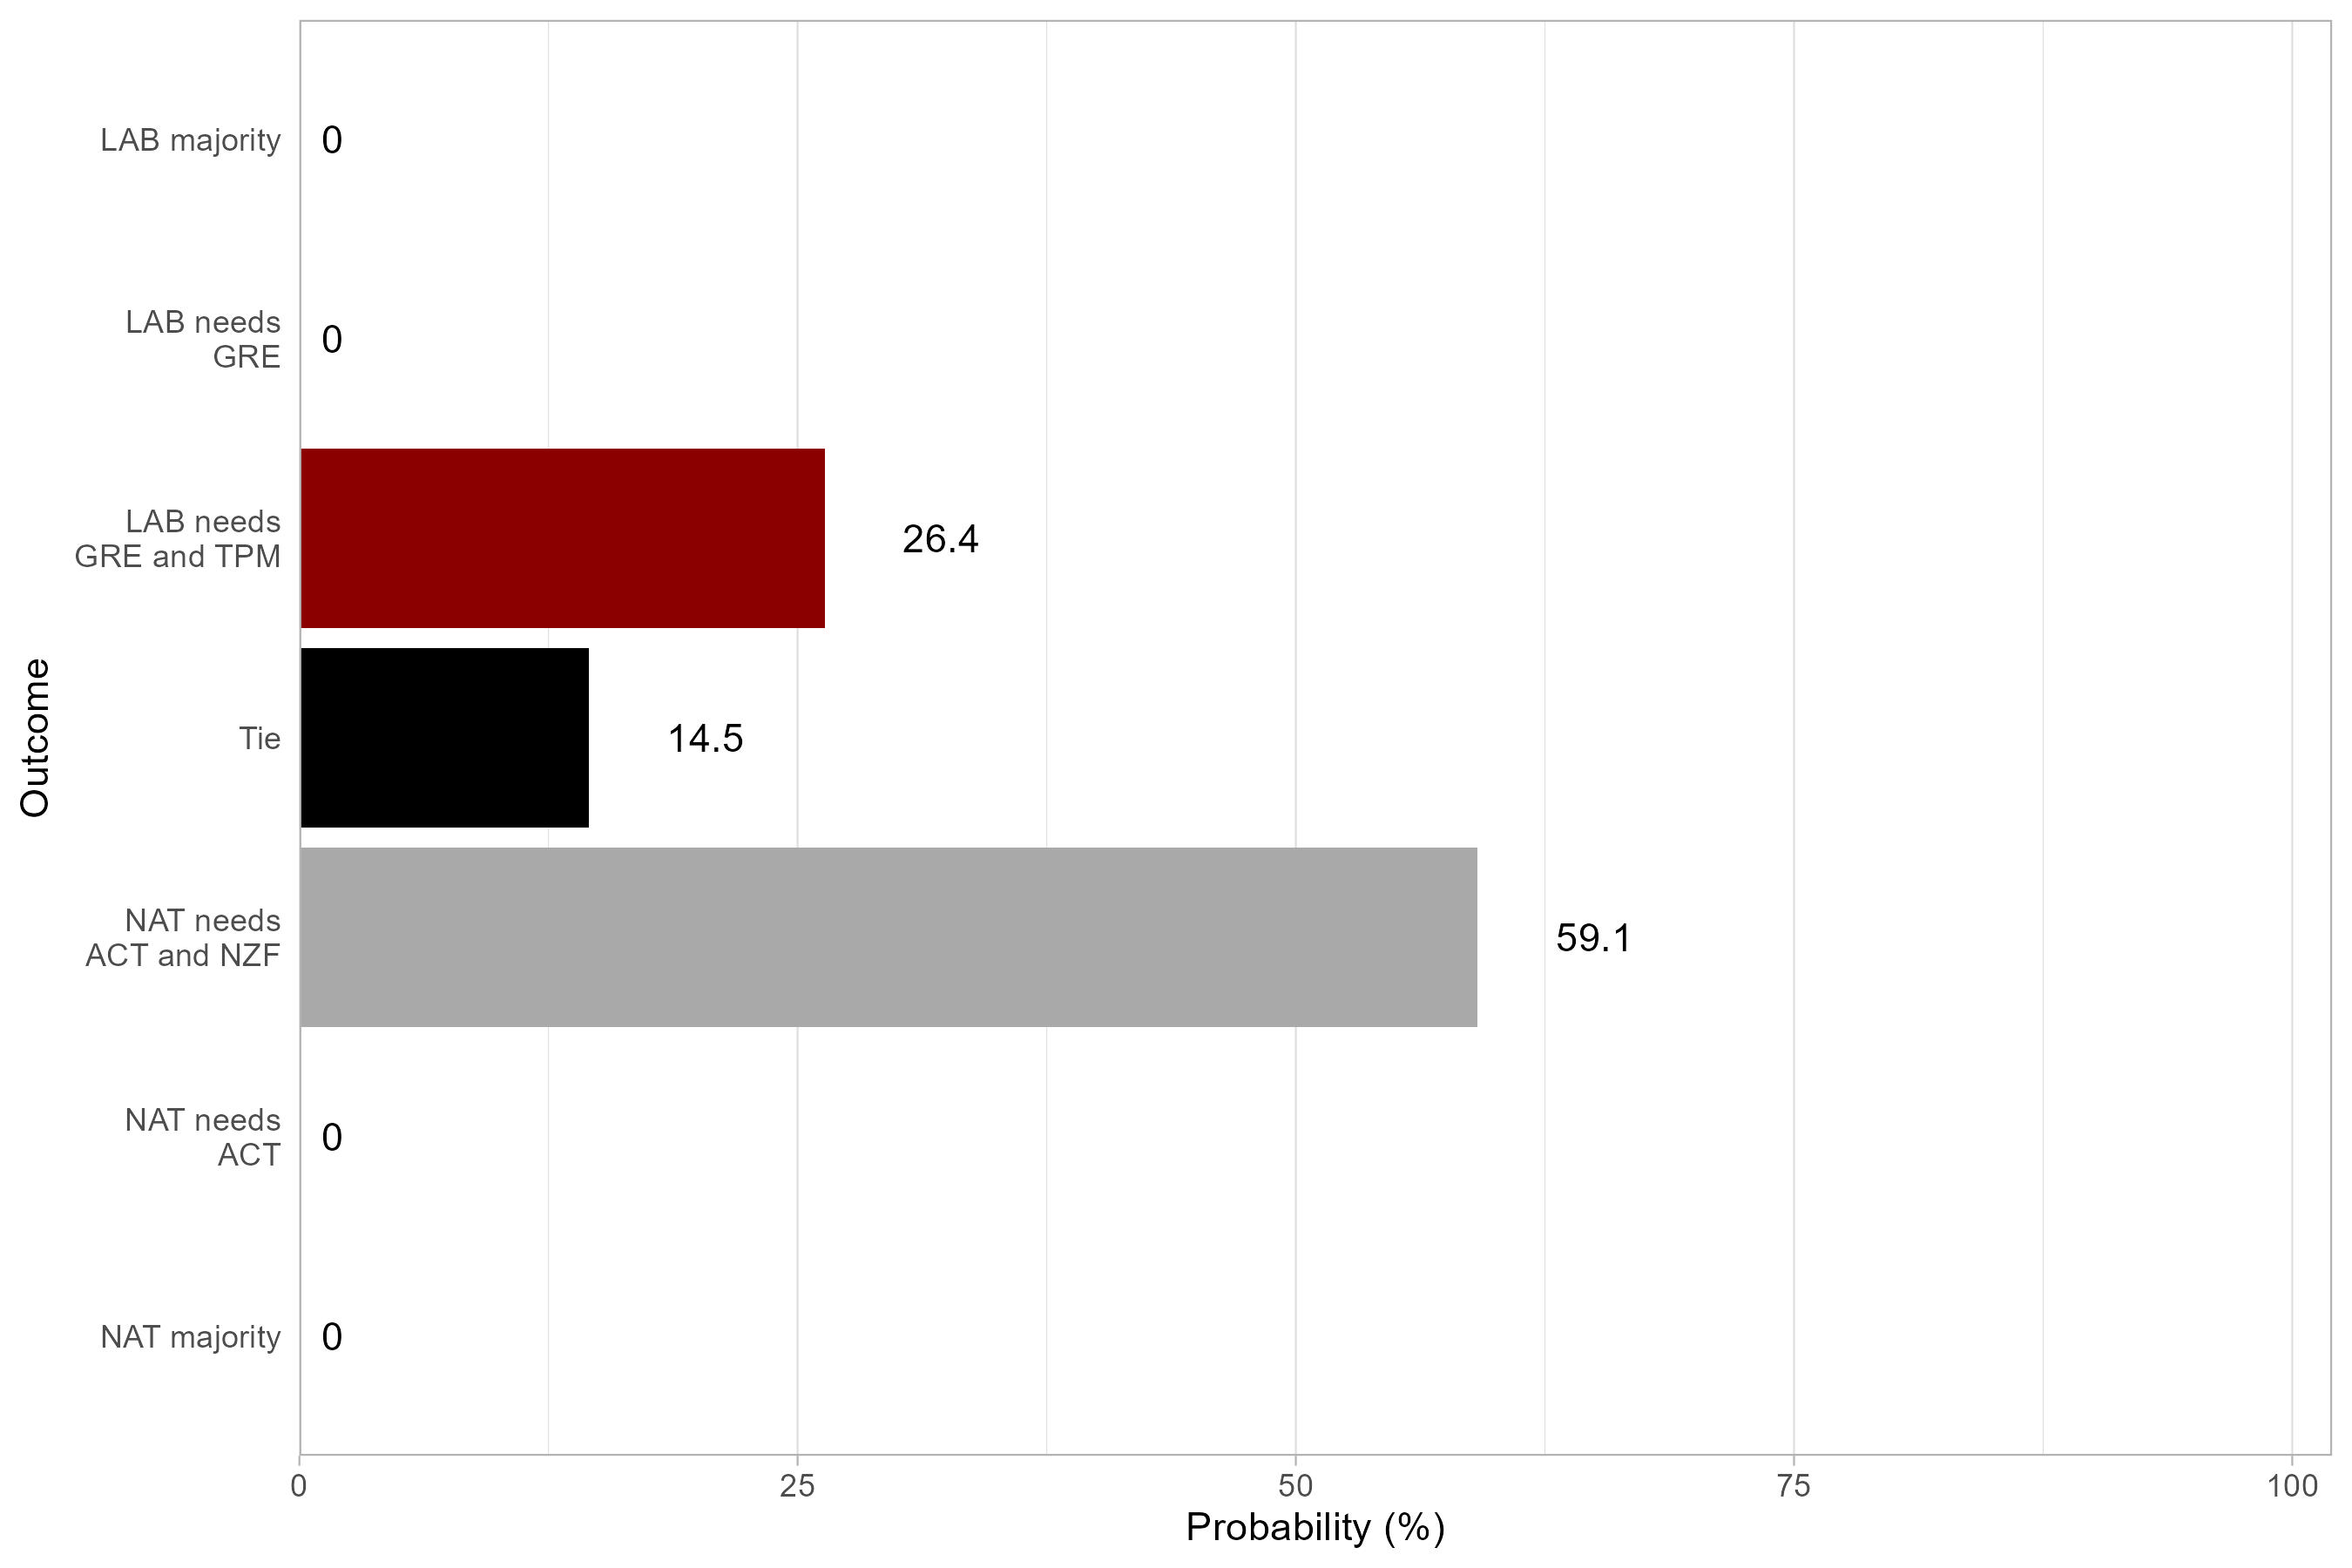 LAB majority
0
LAB needs
GRE
0
LAB needs
GRE and TPM
26.4
Outcome
Tie
14.5
NAT needs
ACT and NZF
59.1
NAT needs
ACT
0
NAT majority
0
0
25
50
75
100
Probability (%)